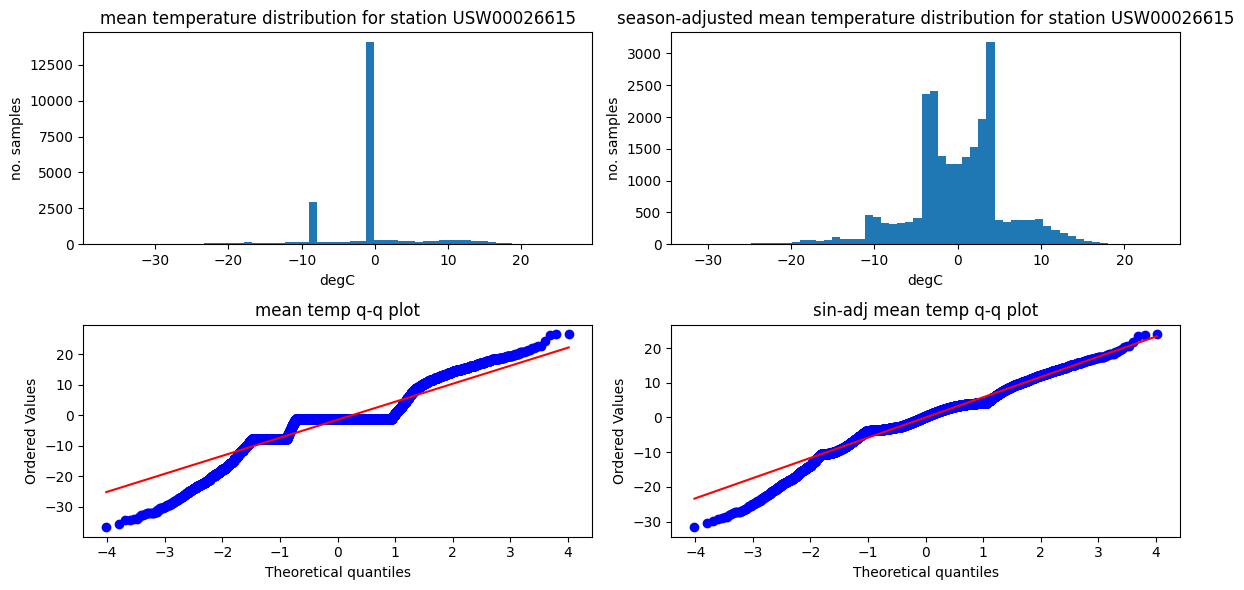 mean temperature distribution for station USW00026615
no. samples
12500
10000
7500
5000
2500
0
−30 −20 −10 0 10 20
degC
season-adjusted mean temperature distribution for station USW00026615
no. samples
3000
2500
2000
1500
1000
500
0
−30 −20 −10 0 10 20
degC
mean temp q-q plot
Ordered Values
20
10
0
−10
−20
−30
−4 −3 −2 −1 0 1 2 3 4
Theoretical quantiles
sin-adj mean temp q-q plot
Ordered Values
20
10
0
−10
−20
−30
−4 −3 −2 −1 0 1 2 3 4
Theoretical quantiles